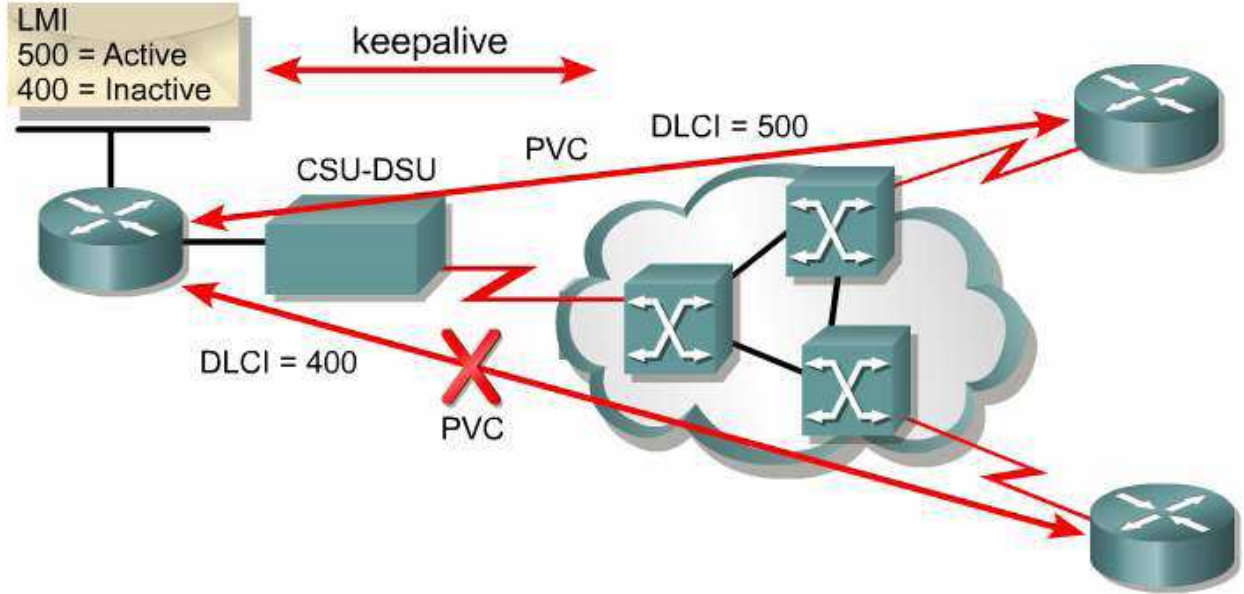 LMI
500 = Active
400 = Inactive
keepalive
DLCI = 500
PVC
CSU-DSU
DLCI = 400
PVC